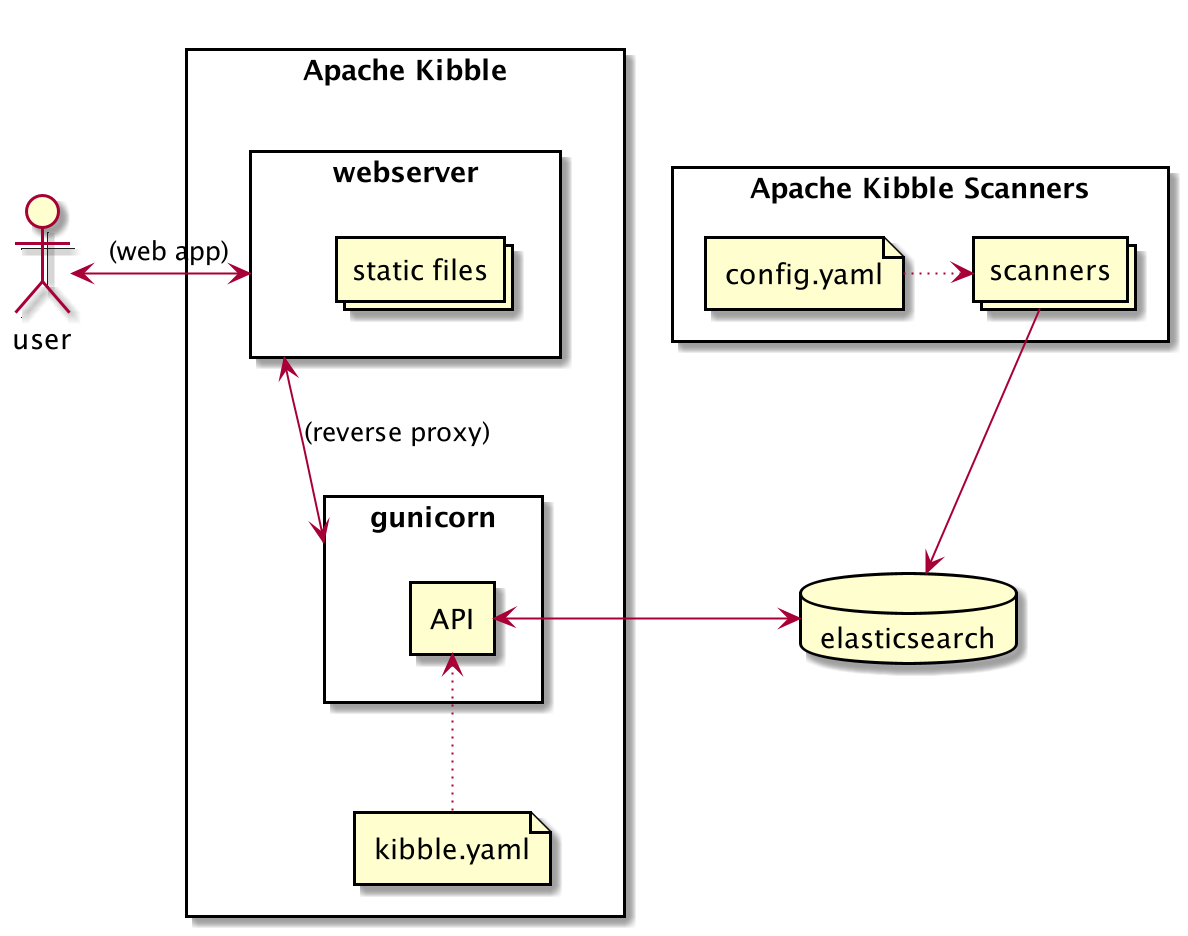 Apache Kibble
webserver
static files
(web app)
user
(reverse proxy)
gunicorn
API
kibble.yaml
Apache Kibble Scanners
config.yaml
scanners
elasticsearch